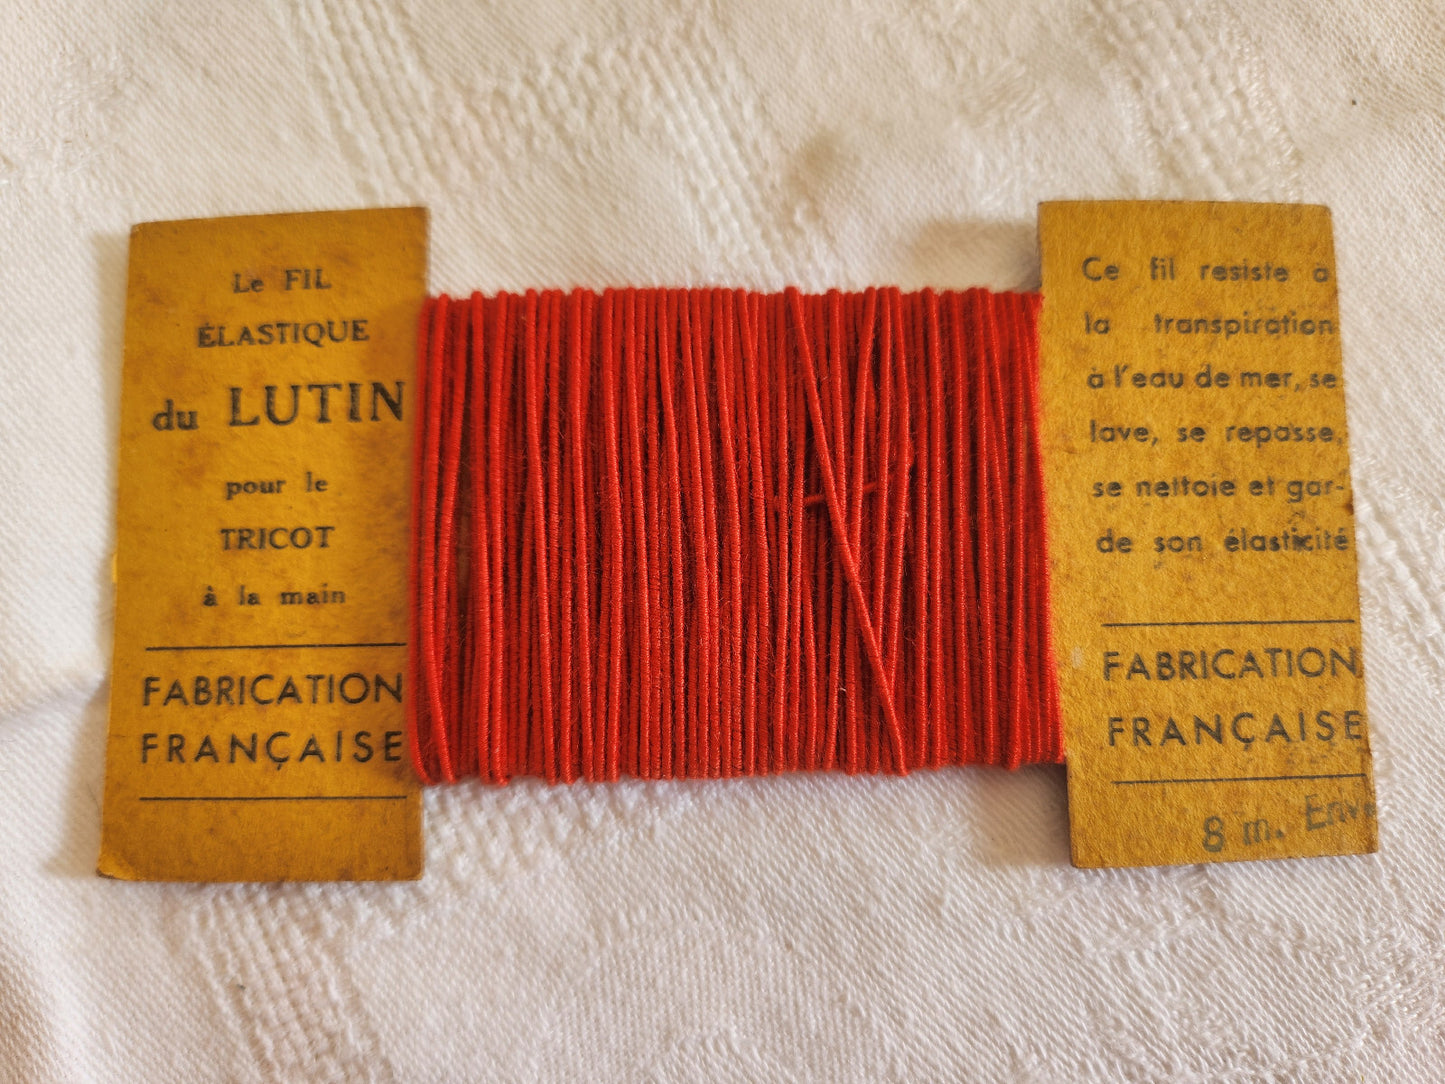 Le FIL
ÉLASTIQUE
du LUTIN
pour le
TRICOT
à la main
FABRICATION
FRANÇAISE
Ce fil resiste a
la transpiration
à l'eau de mer, se
lave, se repasse,
se nettoie et gar-
de son élasticité
FABRICATION
FRANÇAISE
8 m. Env